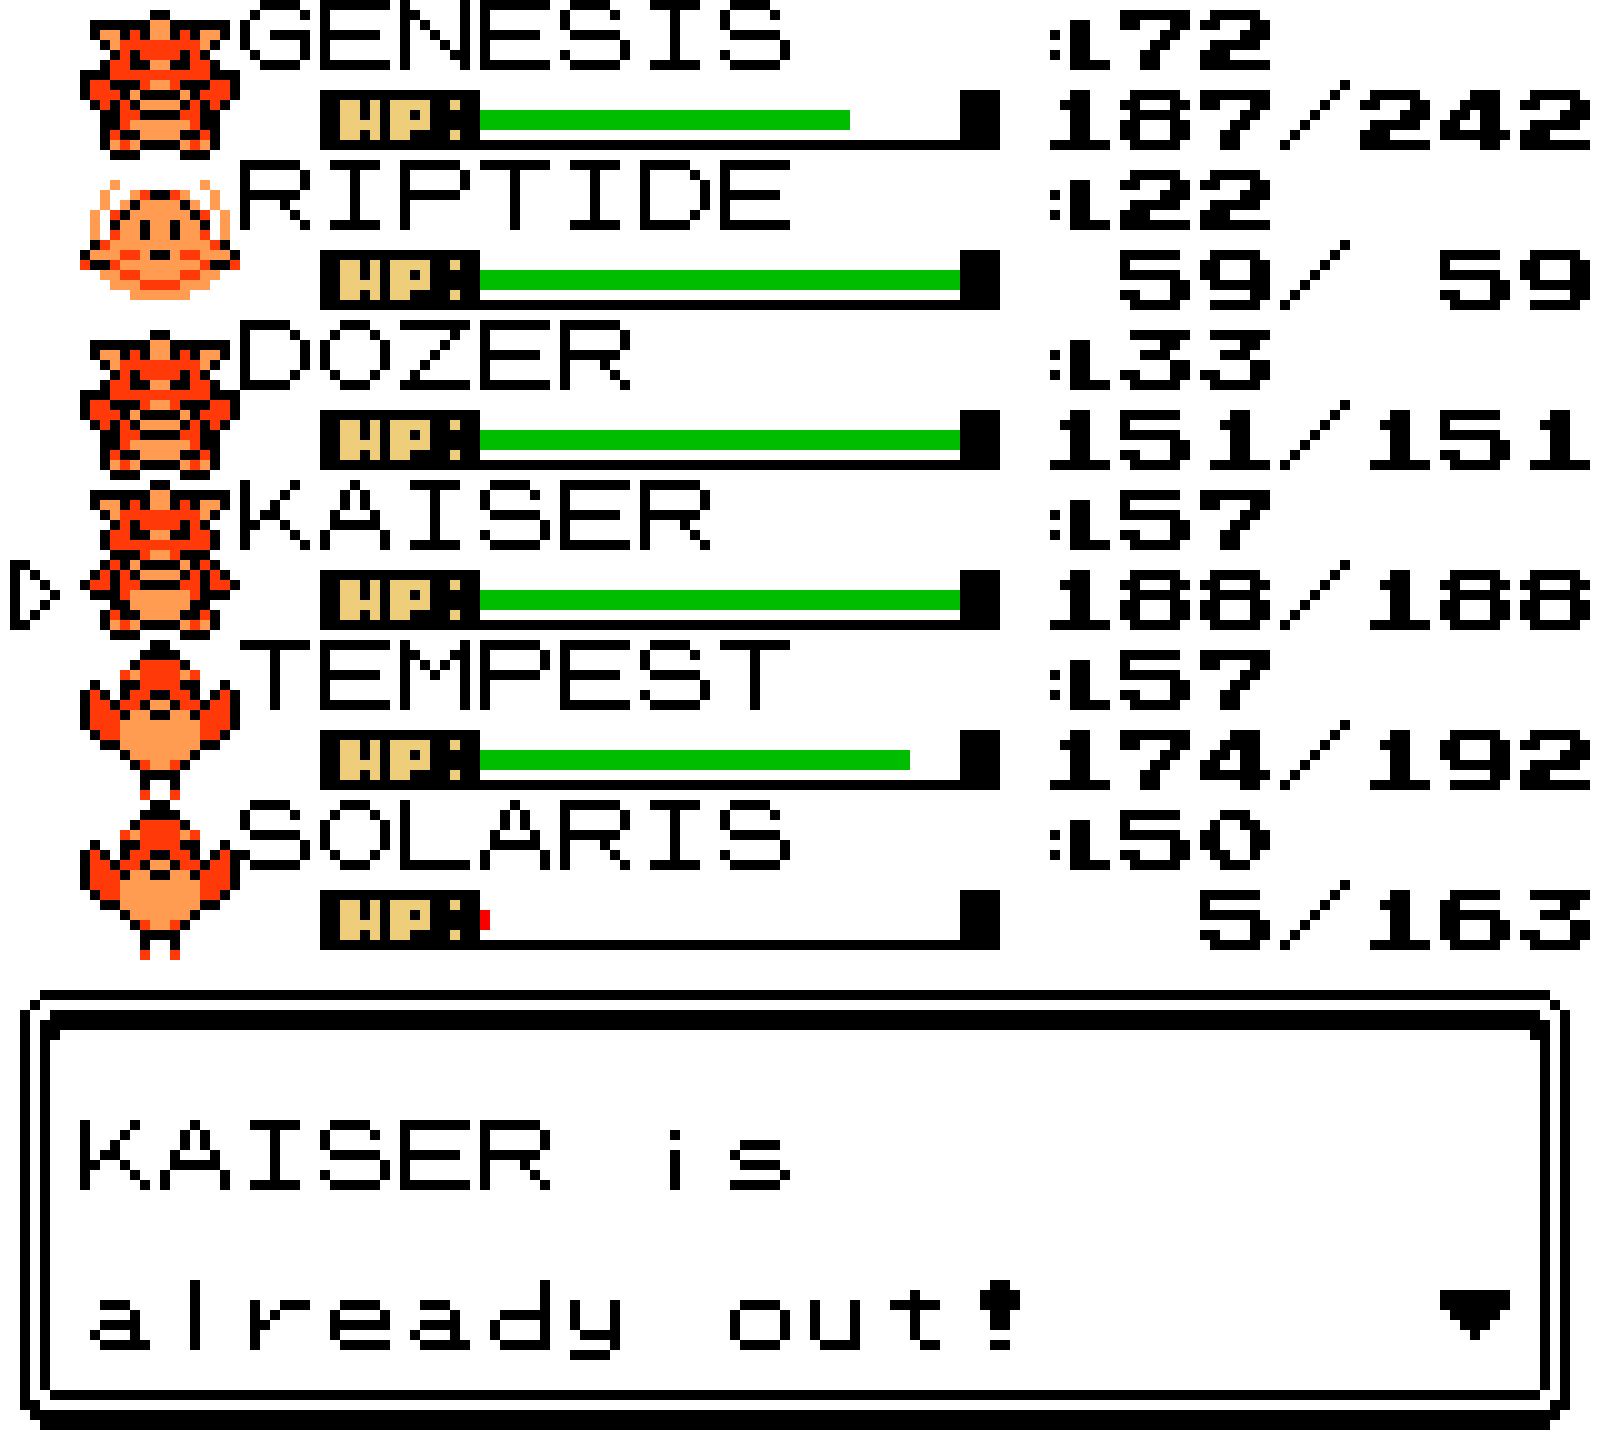 GENESIS :L72
HP: 187/242
RIPTIDE :L22
HP: 59/ 59
DOZER :L33
HP: 151/151
KAISER :L57
HP: 188/188
TEMPEST :L57
HP: 174/192
SOLARIS :L50
HP: 5/163
KAISER is
already out!